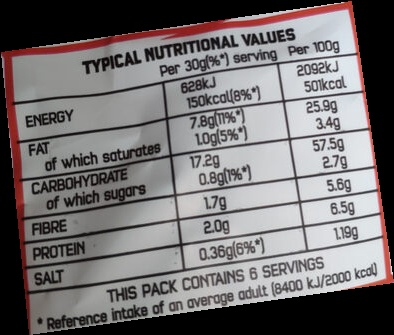 TYPICAL NUTRITIONAL VALUES
Per 30g(%*) serving Per 100g
ENERGY 628kJ 2092kJ
150kcal(8%*) 501kcal
FAT 7.8g(11%*) 25.9g
of which saturates 1.0g(5%*) 3.4g
CARBOHYDRATE 17.2g 57.5g
of which sugars 0.8g(1%*) 2.7g
FIBRE 1.7g 5.6g
PROTEIN 2.0g 6.5g
SALT 0.36g(6%*) 1.19g
THIS PACK CONTAINS 6 SERVINGS
* Reference intake of an average adult (8400 kJ/2000 kcal)